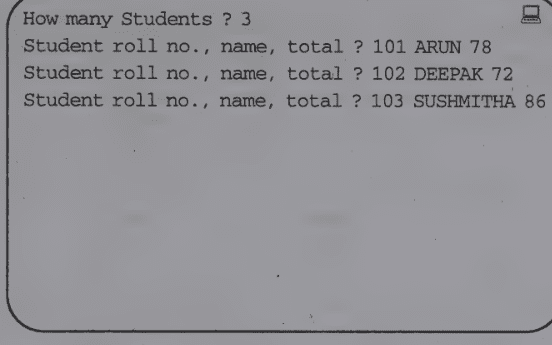 How many Students ? 3
Student roll no., name, total ? 101 ARUN 78
Student roll no., name, total ? 102 DEEPAK 72
Student roll no., name, total ? 103 SUSHMITHA 86